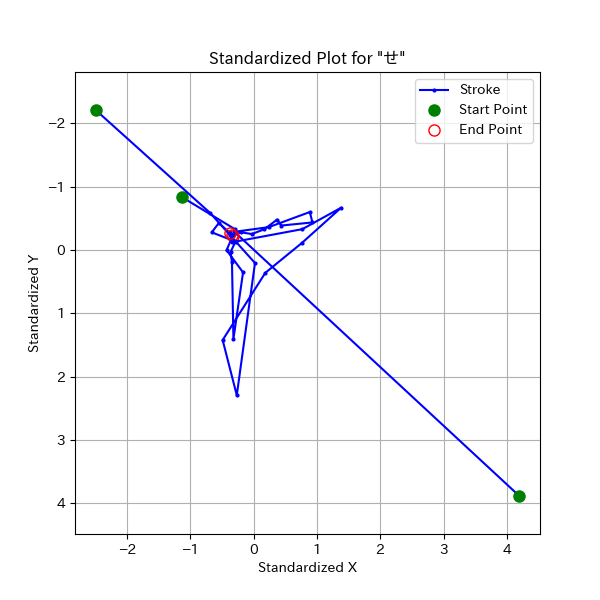 Standardized Plot for "せ"
Stroke
Start Point
End Point
Standardized Y
−2
−1
0
1
2
3
4
−2 −1 0 1 2 3 4
Standardized X